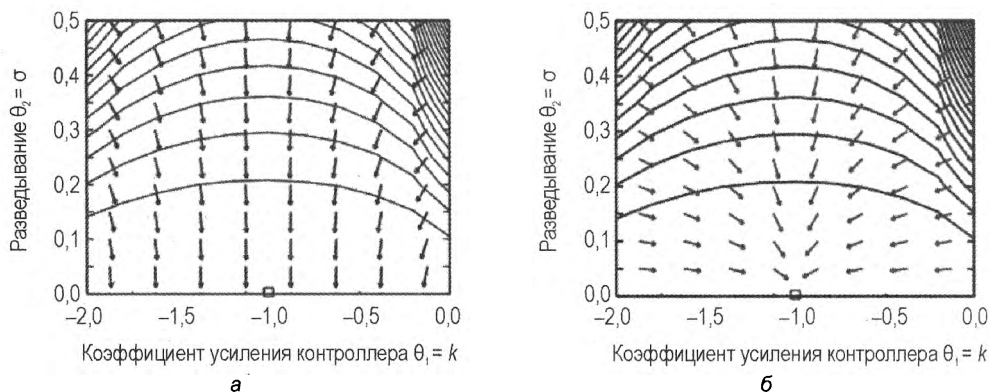 0,5
0,4
0,3
0,2
0,1
0,0
Разведывание θ₂ = σ
–2,0 –1,5 –1,0 –0,5 0,0
Коэффициент усиления контроллера θ₁ = k
а
0,5
0,4
0,3
0,2
0,1
0,0
Разведывание θ₂ = σ
–2,0 –1,5 –1,0 –0,5 0,0
Коэффициент усиления контроллера θ₁ = k
б